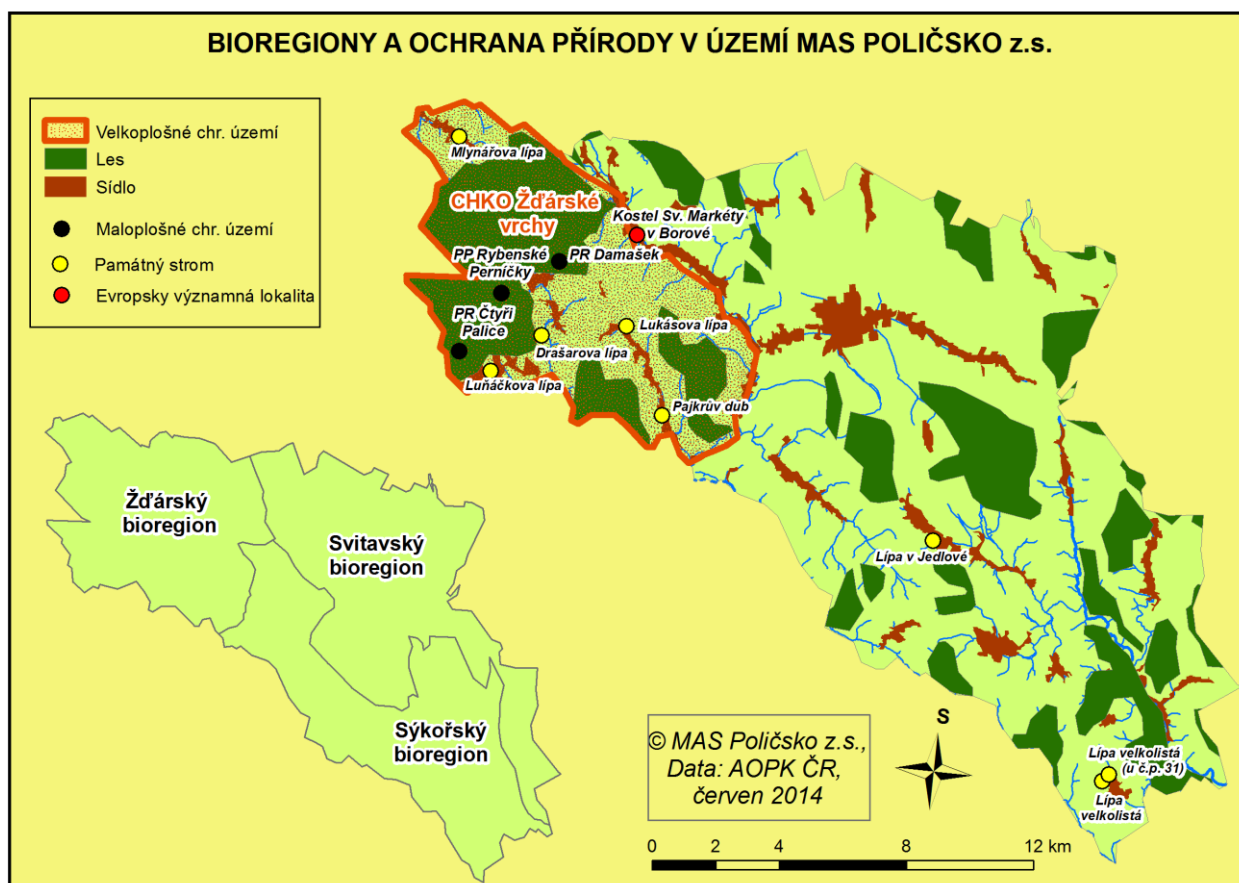 BIOREGIONY A OCHRANA PŘÍRODY V ÚZEMÍ MAS POLIČSKO z.s.
Velkoplošné chr. území
Les
Sídlo
Maloplošné chr. území
Památný strom
Evropsky významná lokalita
Mlynářova lípa
CHKO Žďárské
vrchy
Kostel Sv. Markéty
v Borové
PP Rybenské
Perníčky
PR Damašek
PR Čtyři
Palice
Lukásova lípa
Drašarova lípa
Luňáčkova lípa
Pajkrův dub
Lípa v Jedlové
Lípa velkolistá
(u č.p. 31)
Lípa
velkolistá
Žďárský
bioregion
Svitavský
bioregion
Sýkořský
bioregion
© MAS Poličsko z.s.,
Data: AOPK ČR,
červen 2014
S
0 2 4 8 12 km